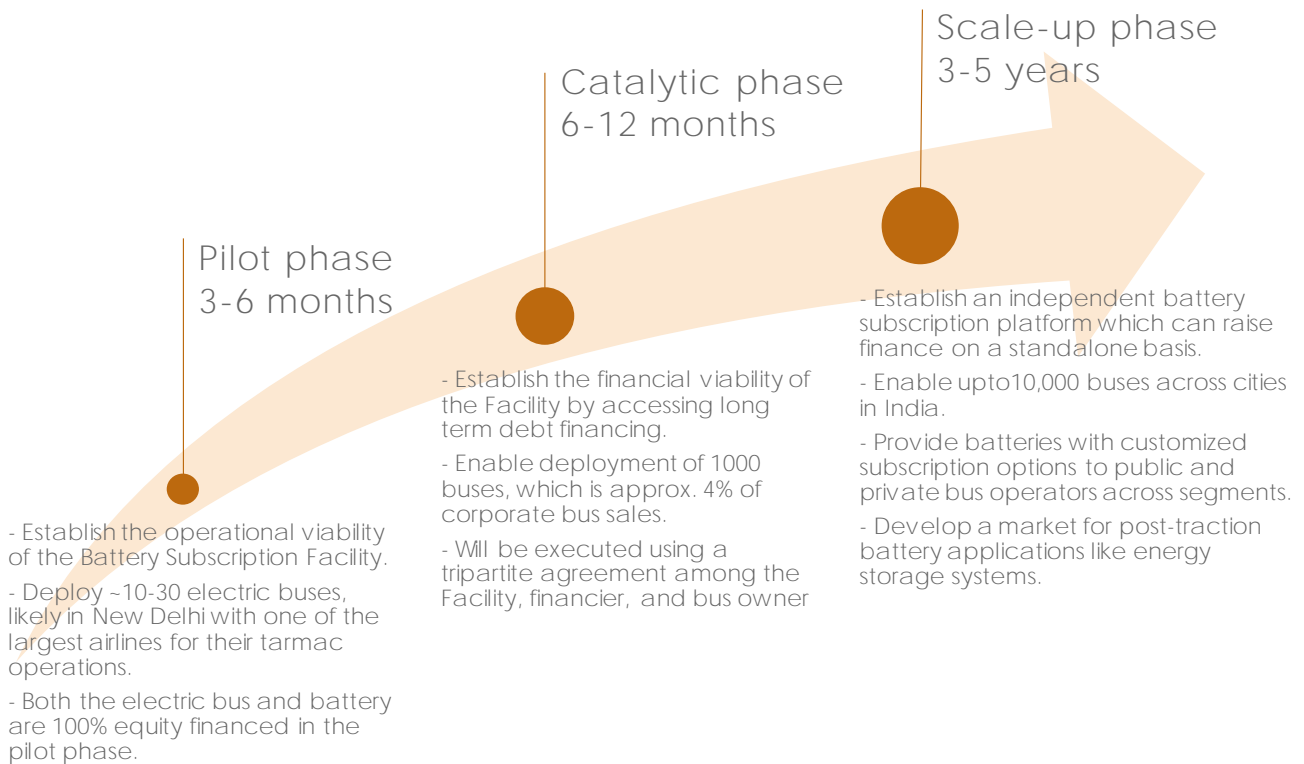 Pilot phase
3-6 months
- Establish the operational viability
of the Battery Subscription Facility.
- Deploy ~10-30 electric buses,
likely in New Delhi with one of the
largest airlines for their tarmac
operations.
- Both the electric bus and battery
are 100% equity financed in the
pilot phase.
Catalytic phase
6-12 months
- Establish the financial viability of
the Facility by accessing long
term debt financing.
- Enable deployment of 1000
buses, which is approx. 4% of
corporate bus sales.
- Will be executed using a
tripartite agreement among the
Facility, financier, and bus owner
Scale-up phase
3-5 years
- Establish an independent battery
subscription platform which can raise
finance on a standalone basis.
- Enable upto10,000 buses across cities
in India.
- Provide batteries with customized
subscription options to public and
private bus operators across segments.
- Develop a market for post-traction
battery applications like energy
storage systems.